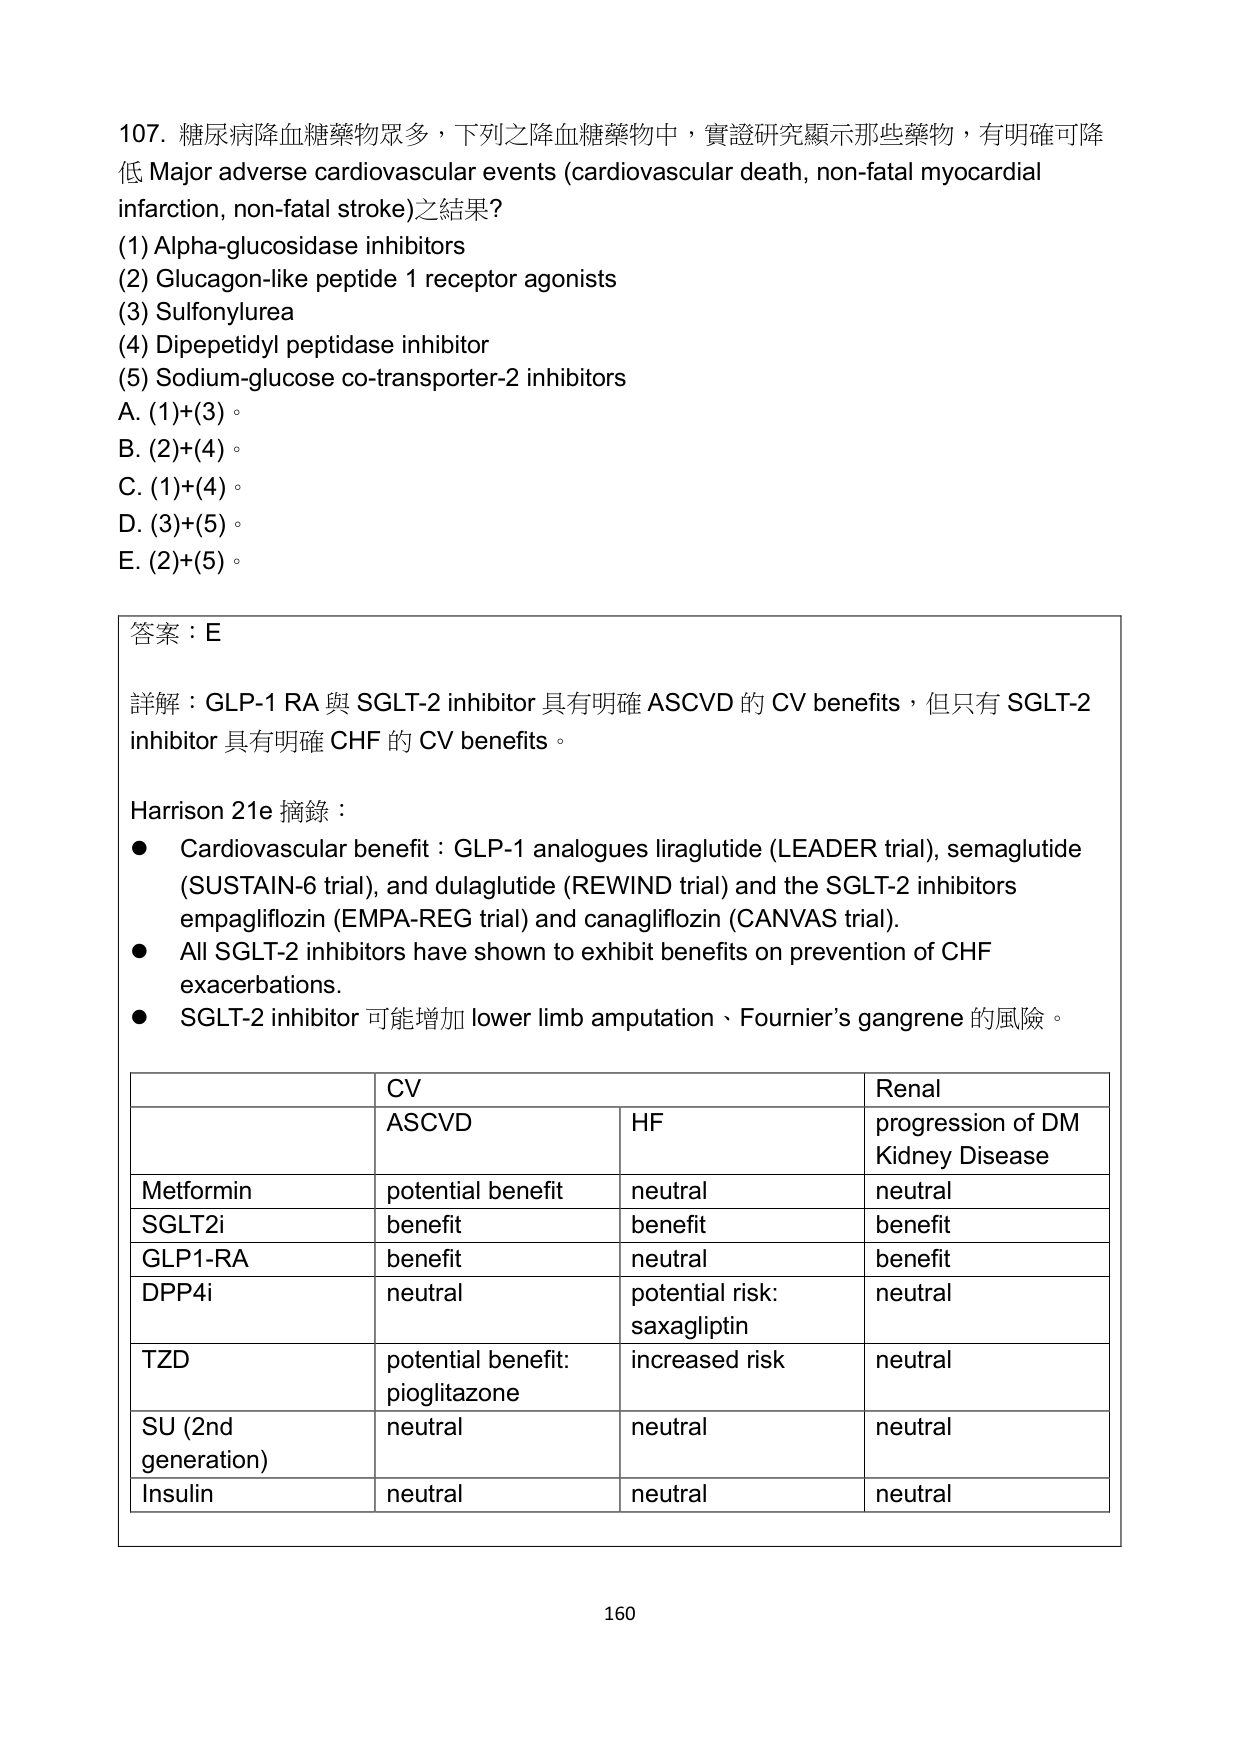 107. 糖尿病降血糖藥物眾多，下列之降血糖藥物中，實證研究顯示那些藥物，有明確可降
低 Major adverse cardiovascular events (cardiovascular death, non-fatal myocardial
infarction, non-fatal stroke)之結果?
(1) Alpha-glucosidase inhibitors
(2) Glucagon-like peptide 1 receptor agonists
(3) Sulfonylurea
(4) Dipepetidyl peptidase inhibitor
(5) Sodium-glucose co-transporter-2 inhibitors
A. (1)+(3)。
B. (2)+(4)。
C. (1)+(4)。
D. (3)+(5)。
E. (2)+(5)。
答案：E
詳解：GLP-1 RA 與 SGLT-2 inhibitor 具有明確 ASCVD 的 CV benefits，但只有 SGLT-2
inhibitor 具有明確 CHF 的 CV benefits。
Harrison 21e 摘錄：
● Cardiovascular benefit：GLP-1 analogues liraglutide (LEADER trial), semaglutide
(SUSTAIN-6 trial), and dulaglutide (REWIND trial) and the SGLT-2 inhibitors
empagliflozin (EMPA-REG trial) and canagliflozin (CANVAS trial).
● All SGLT-2 inhibitors have shown to exhibit benefits on prevention of CHF
exacerbations.
● SGLT-2 inhibitor 可能增加 lower limb amputation、Fournier’s gangrene 的風險。
CV Renal
ASCVD HF progression of DM
Kidney Disease
Metformin potential benefit neutral neutral
SGLT2i benefit benefit benefit
GLP1-RA benefit neutral benefit
DPP4i neutral potential risk: neutral
saxagliptin
TZD potential benefit: increased risk neutral
pioglitazone
SU (2nd neutral neutral neutral
generation)
Insulin neutral neutral neutral
160